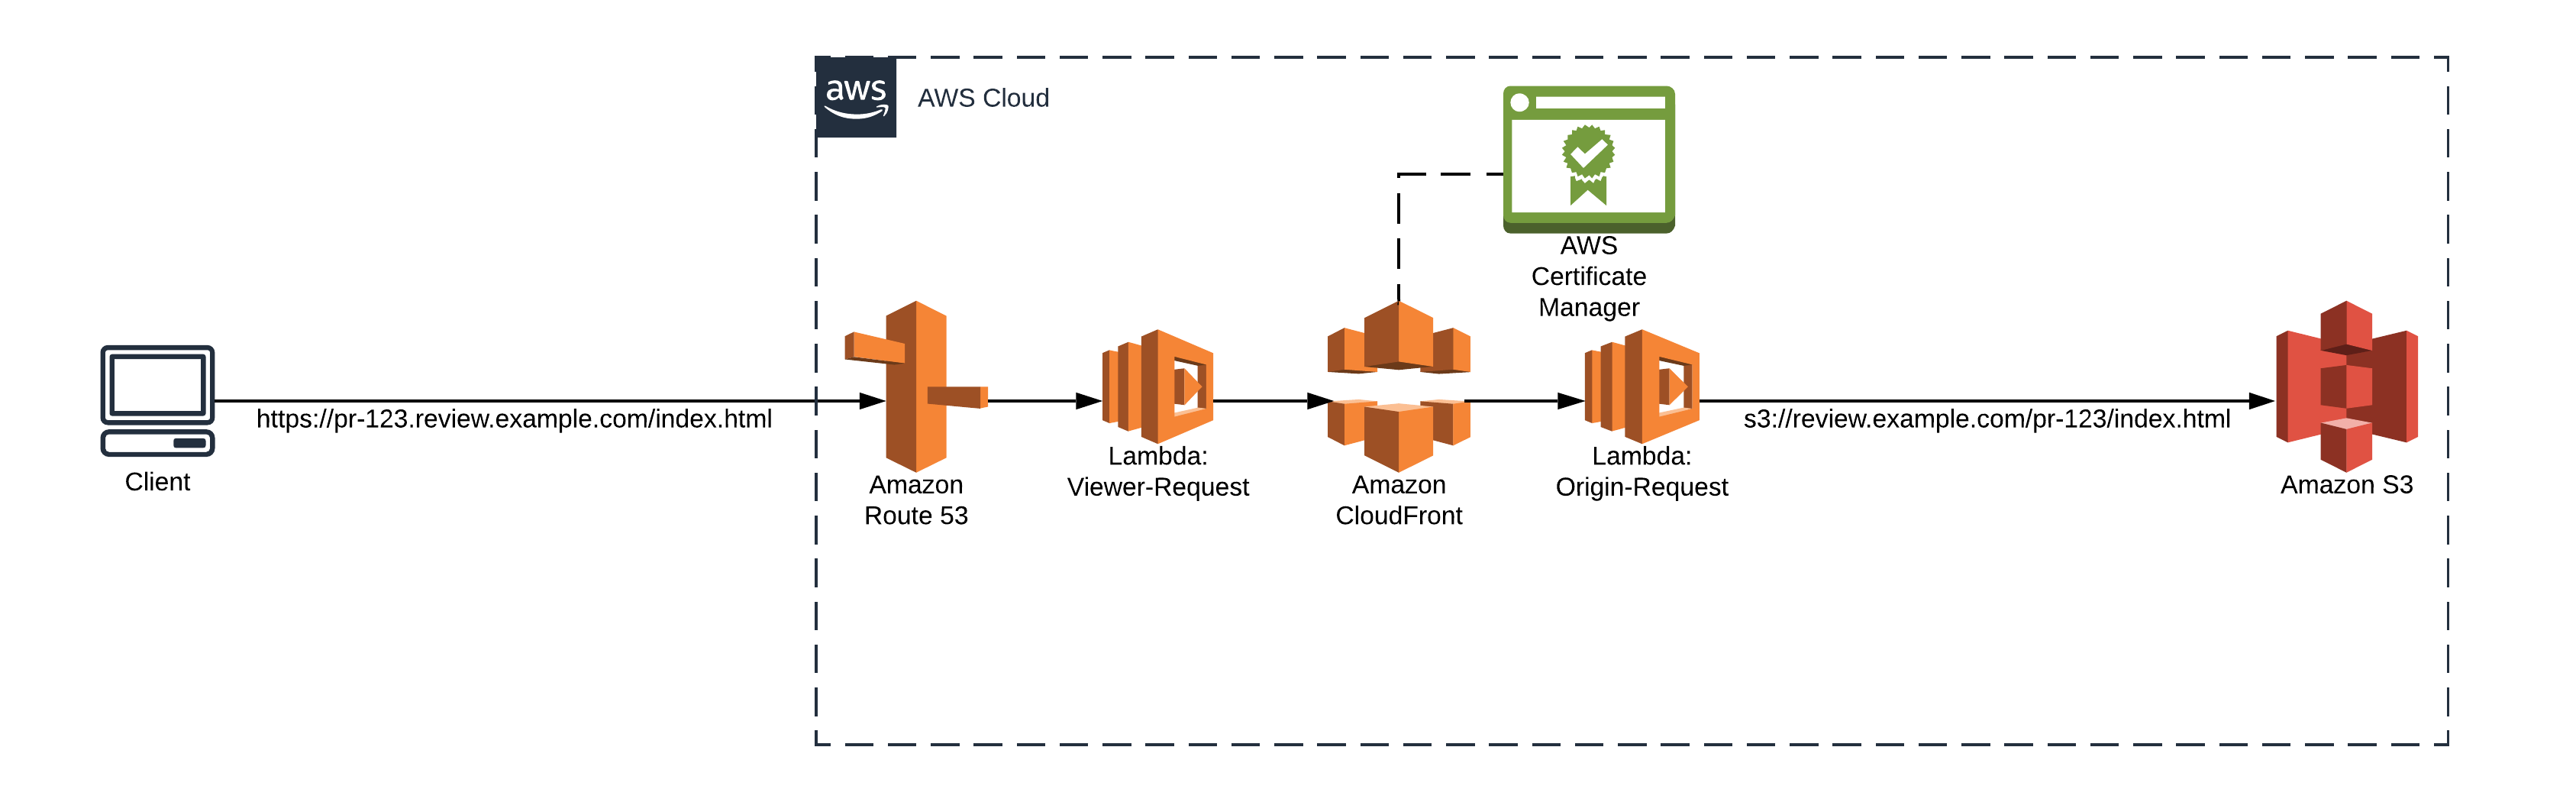 aws
AWS Cloud
AWS
Certificate
Manager
https://pr-123.review.example.com/index.html
s3://review.example.com/pr-123/index.html
Client
Amazon
Route 53
Lambda:
Viewer-Request
Amazon
CloudFront
Lambda:
Origin-Request
Amazon S3